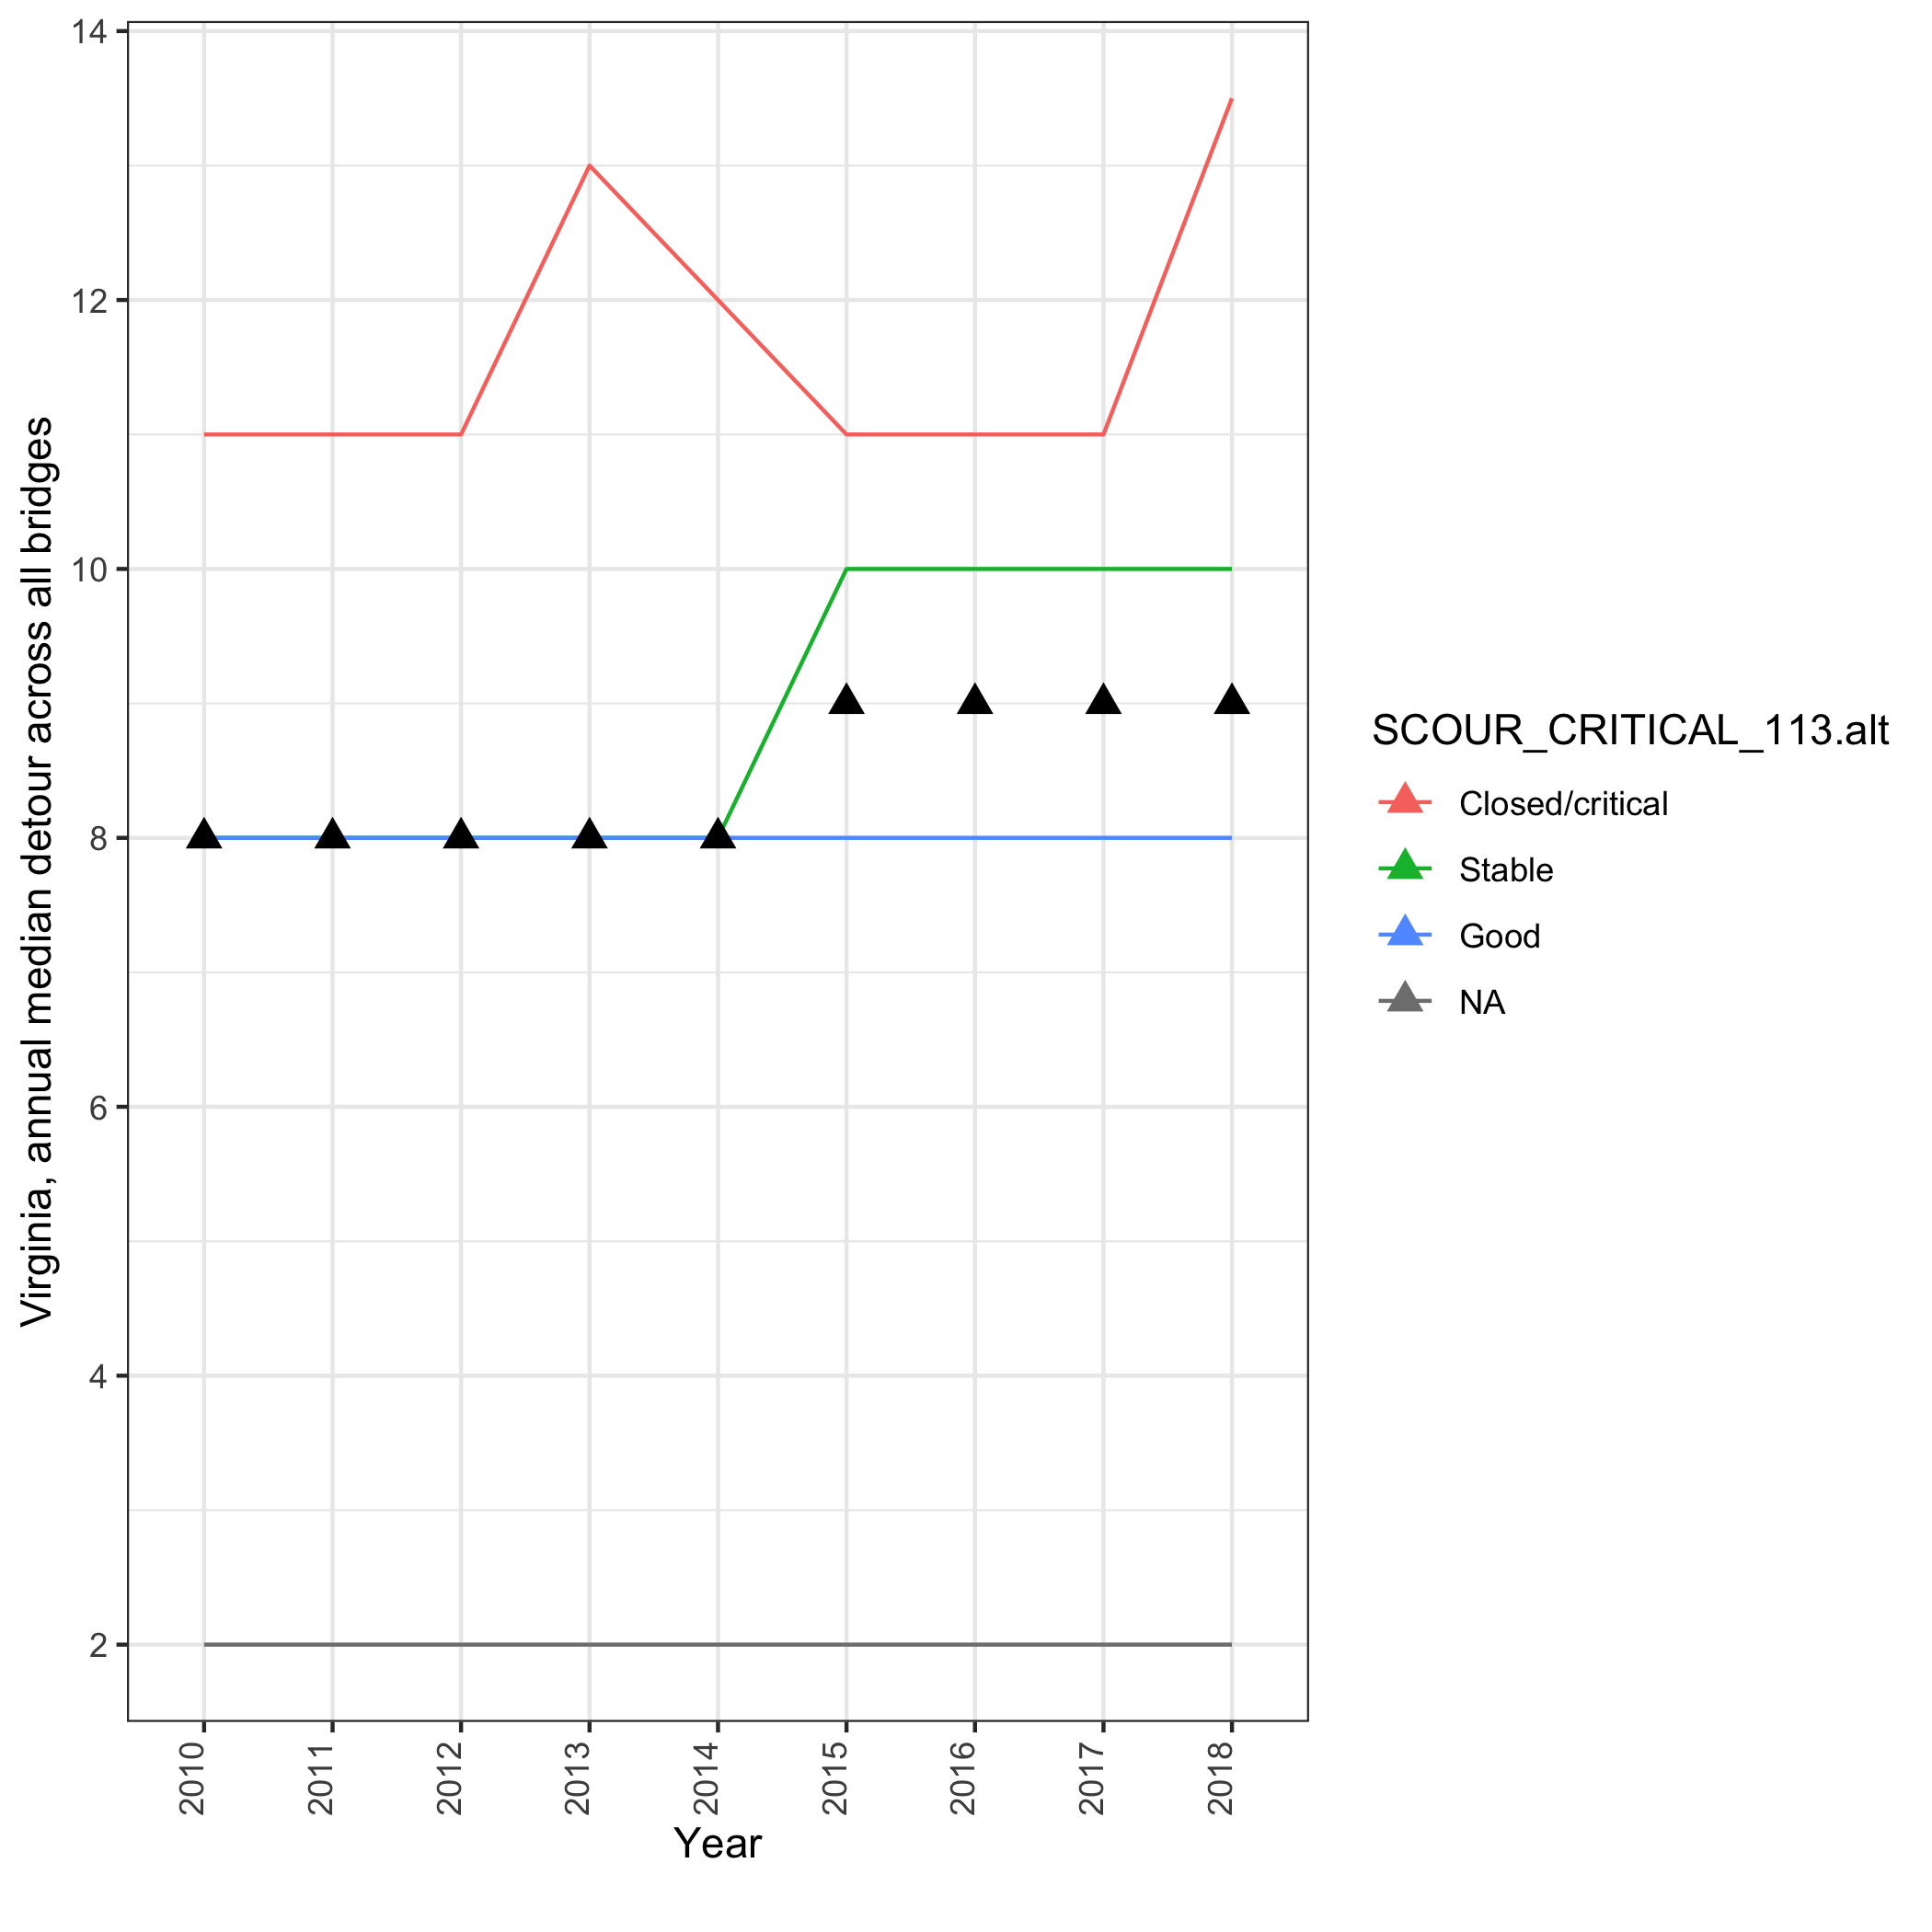 Virginia, annual median detour across all bridges
14
12
10
8
6
4
2
2010
2011
2012
2013
2014
2015
2016
2017
2018
Year
SCOUR_CRITICAL_113.alt
Closed/critical
Stable
Good
NA